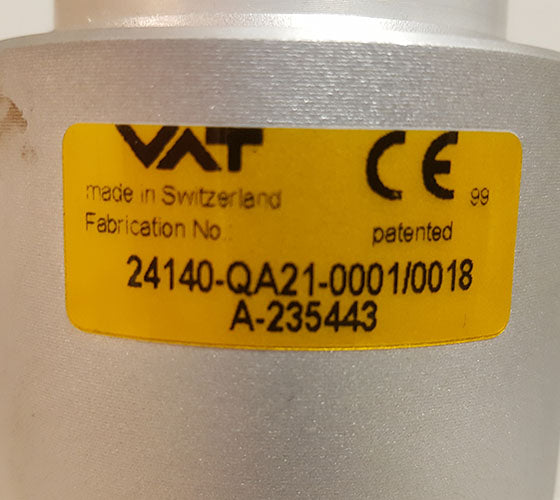 VAT CE 99
made in Switzerland
Fabrication No.: patented
24140-QA21-0001/0018
A-235443